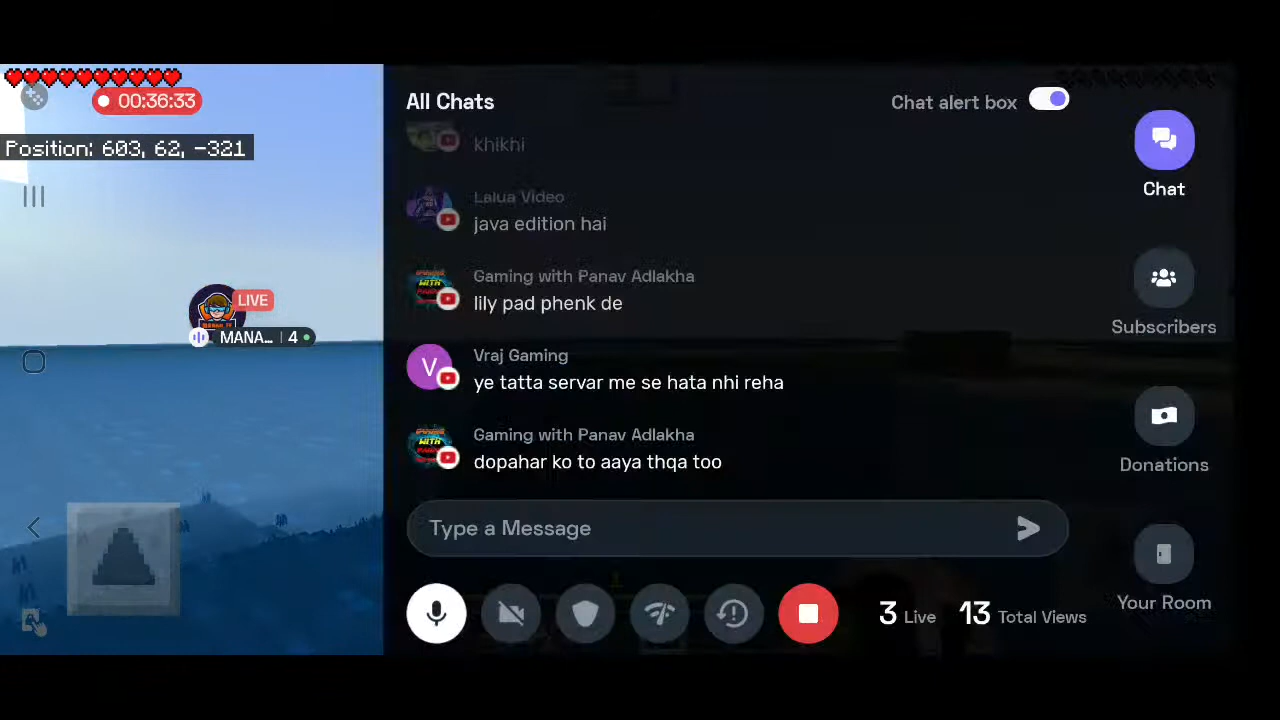 00:36:33
Position: 603, 62, -321
LIVE
MANA... 4
All Chats
Chat alert box
khikhi
Lalua Video
java edition hai
Gaming with Panav Adlakha
lily pad phenk de
V
Vraj Gaming
ye tatta servar me se hata nhi reha
Gaming with Panav Adlakha
dopahar ko to aaya thqa too
Type a Message
3 Live 13 Total Views
Chat
Subscribers
Donations
Your Room